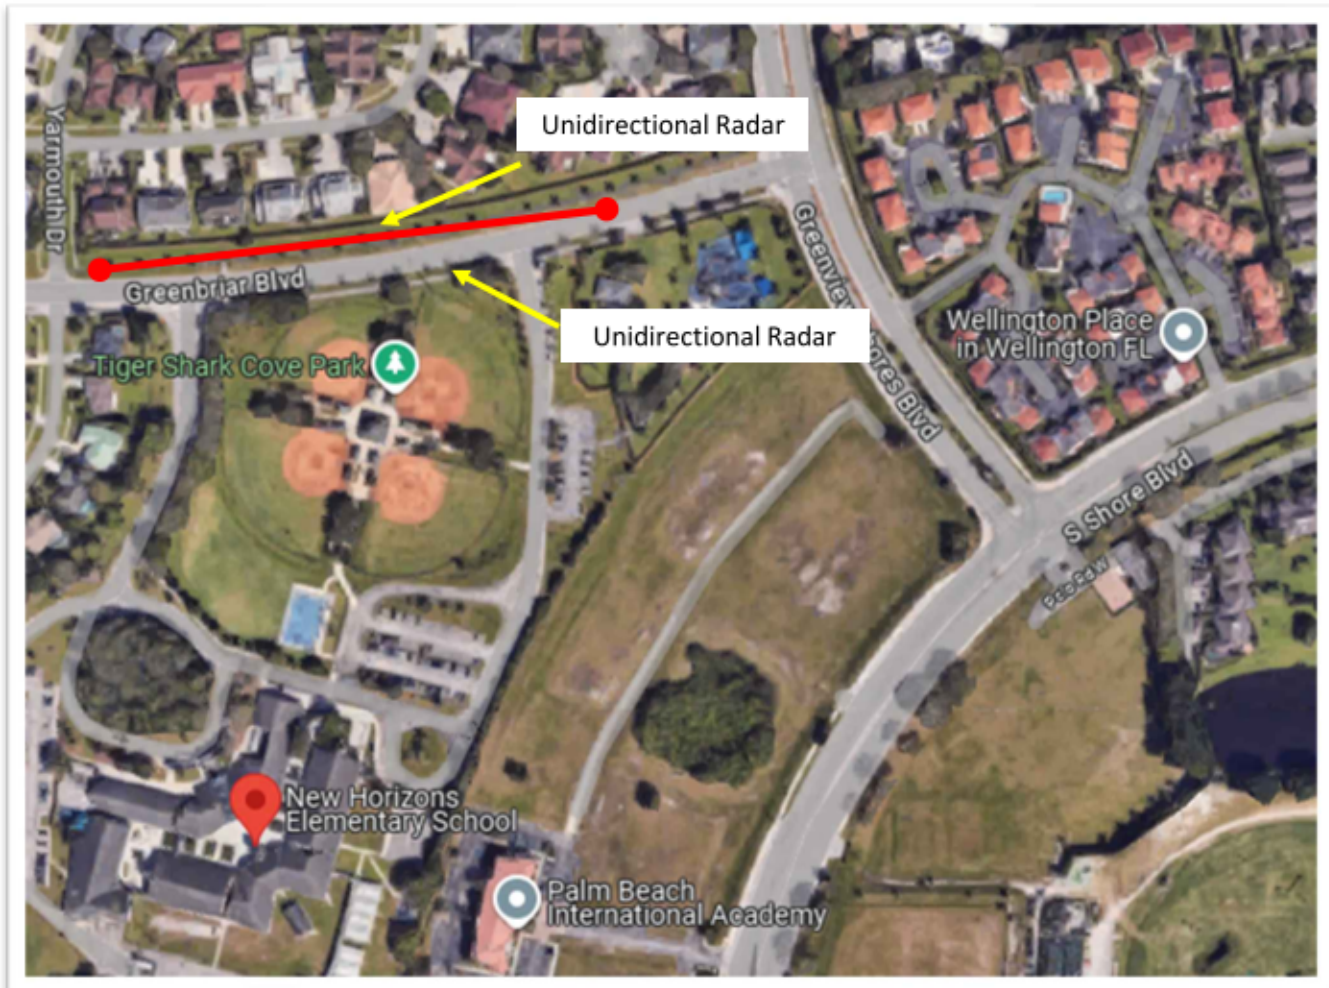 Unidirectional Radar
Yarmouth Dr
Greenbriar Blvd
Unidirectional Radar
Greenview Shores Blvd
Wellington Place
in Wellington FL
Tiger Shark Cove Park
S Shore Blvd
New Horizons
Elementary School
Palm Beach
International Academy